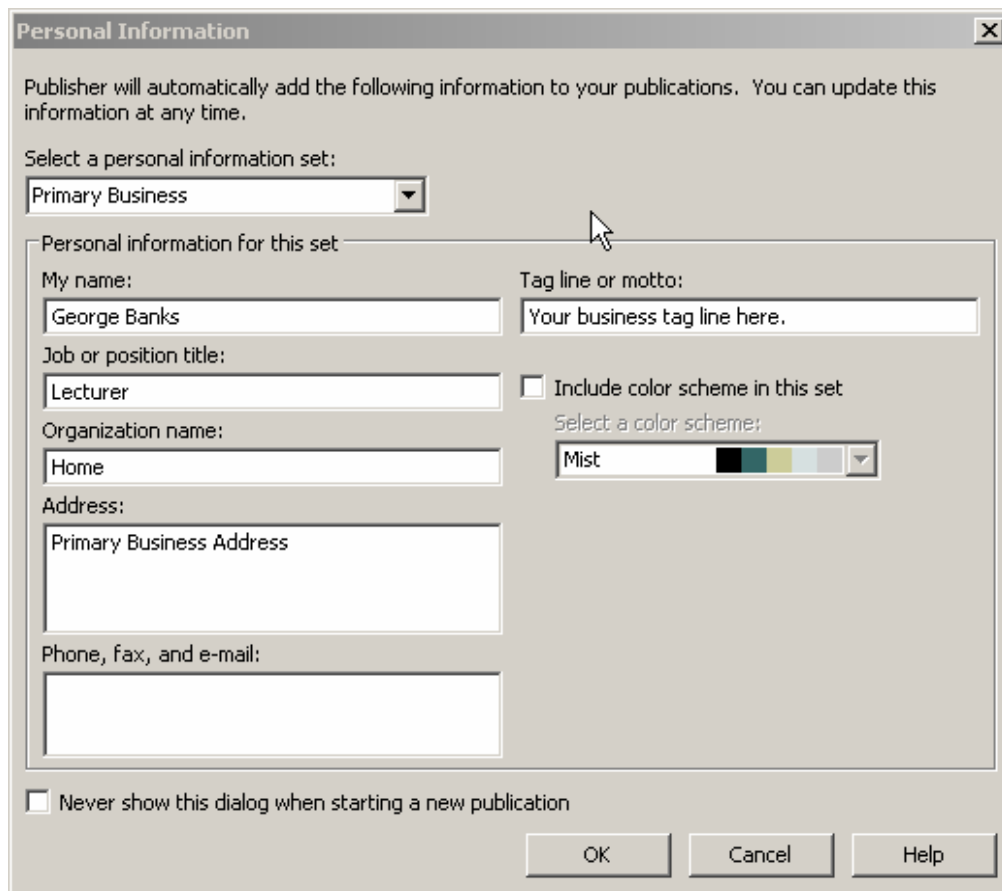 Personal Information
Publisher will automatically add the following information to your publications.  You can update this
information at any time.
Select a personal information set:
Primary Business
Personal information for this set
My name:
George Banks
Job or position title:
Lecturer
Organization name:
Home
Address:
Primary Business Address
Phone, fax, and e-mail:
Tag line or motto:
Your business tag line here.
Include color scheme in this set
Select a color scheme:
Mist
Never show this dialog when starting a new publication
OK
Cancel
Help